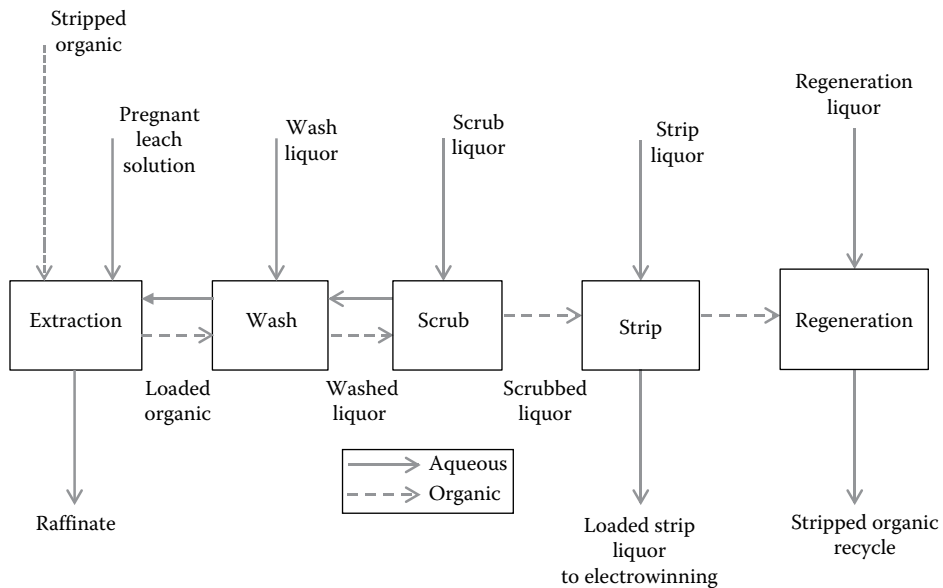 Stripped
organic
Pregnant
leach
solution
Wash
liquor
Scrub
liquor
Strip
liquor
Regeneration
liquor
Extraction
Wash
Scrub
Strip
Regeneration
Loaded
organic
Washed
liquor
Scrubbed
liquor
Aqueous
Organic
Raffinate
Loaded strip
liquor
to electrowinning
Stripped organic
recycle